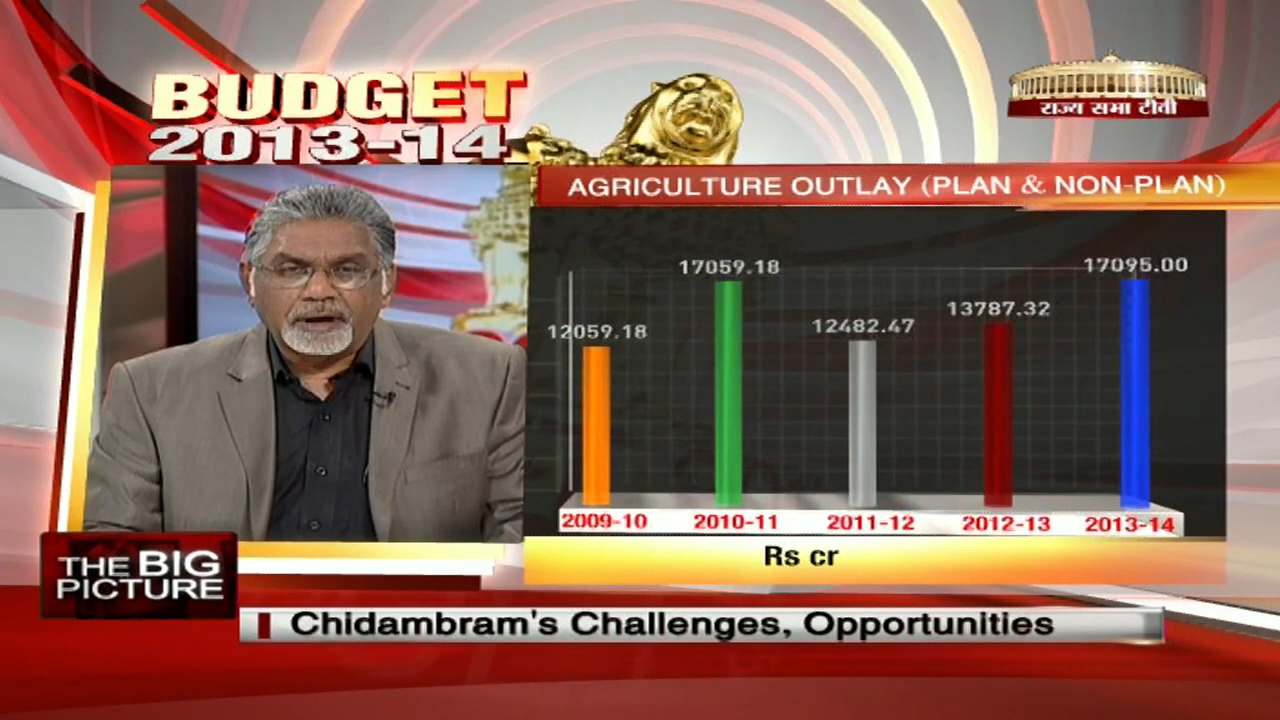 BUDGET
2013-14
राज्य सभा टीवी
AGRICULTURE OUTLAY (PLAN & NON-PLAN)
12059.18
17059.18
12482.47
13787.32
17095.00
2009-10
2010-11
2011-12
2012-13
2013-14
Rs cr
THE BIG
PICTURE
Chidambram's Challenges, Opportunities